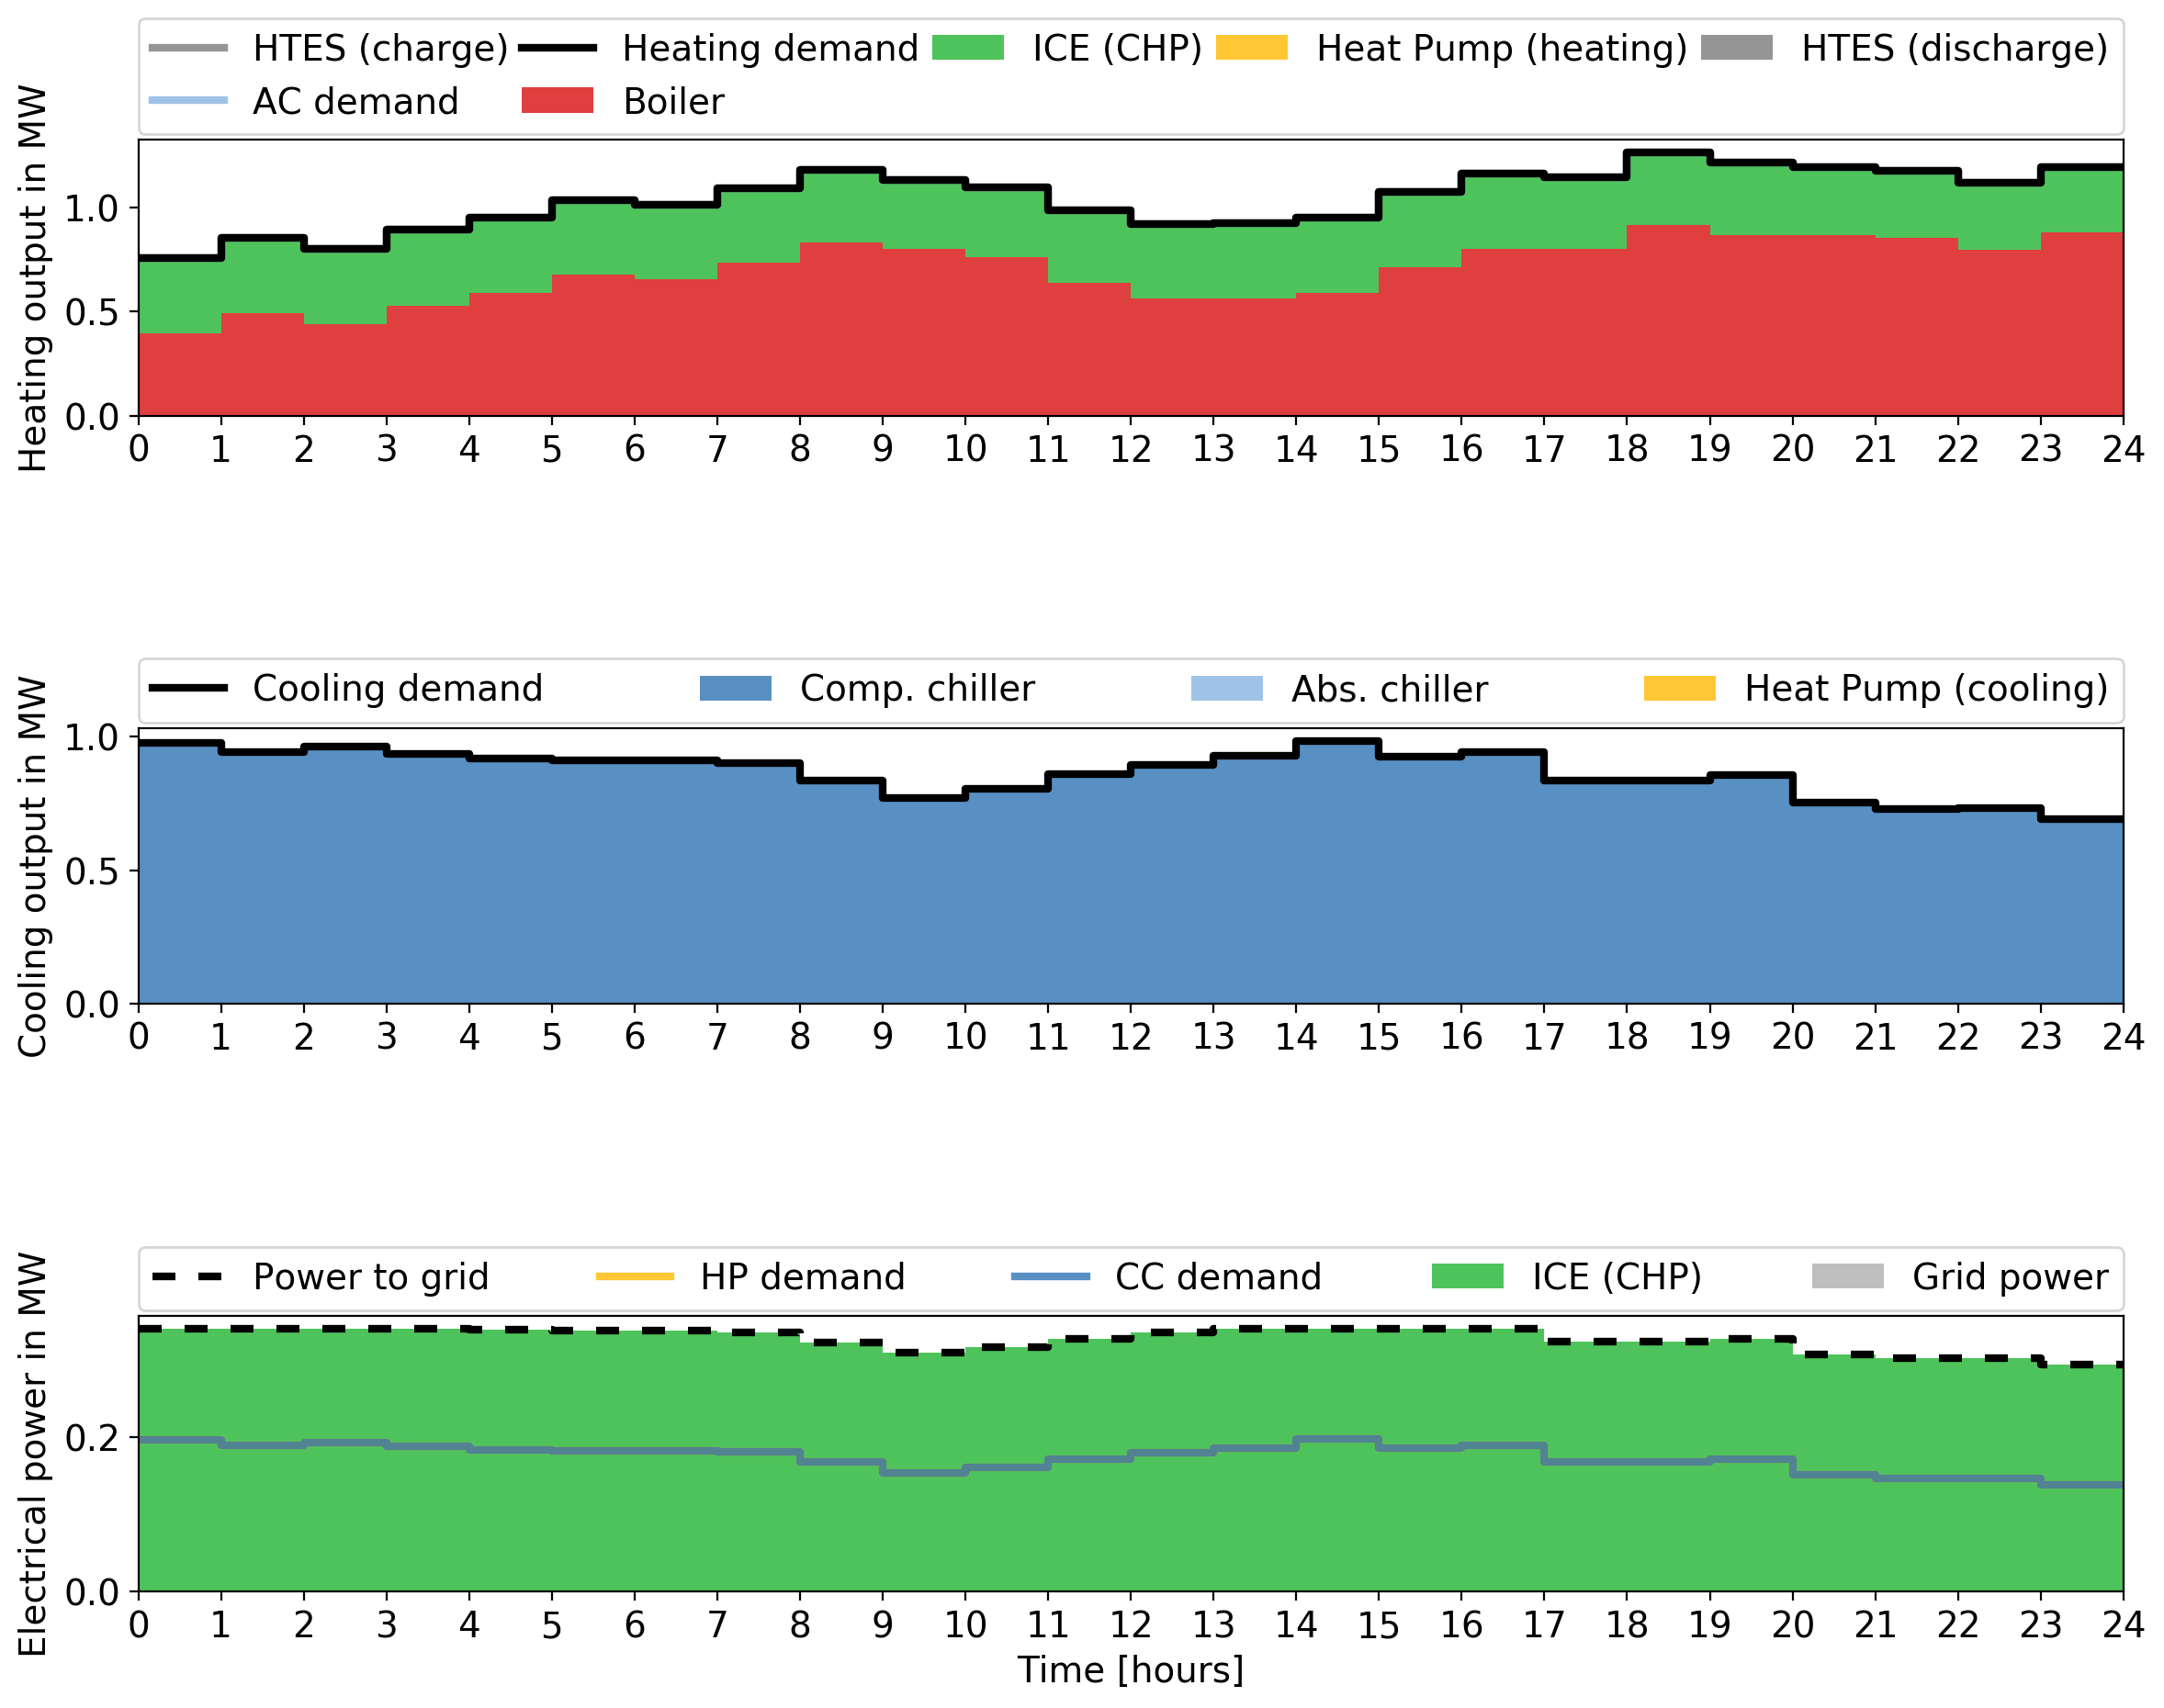 HTES (charge) Heating demand ICE (CHP) Heat Pump (heating) HTES (discharge)
AC demand Boiler
Heating output in MW
1.0
0.5
0.0
0 1 2 3 4 5 6 7 8 9 10 11 12 13 14 15 16 17 18 19 20 21 22 23 24
Cooling demand Comp. chiller Abs. chiller Heat Pump (cooling)
Cooling output in MW
1.0
0.5
0.0
0 1 2 3 4 5 6 7 8 9 10 11 12 13 14 15 16 17 18 19 20 21 22 23 24
Power to grid HP demand CC demand ICE (CHP) Grid power
Electrical power in MW
0.2
0.0
0 1 2 3 4 5 6 7 8 9 10 11 12 13 14 15 16 17 18 19 20 21 22 23 24
Time [hours]